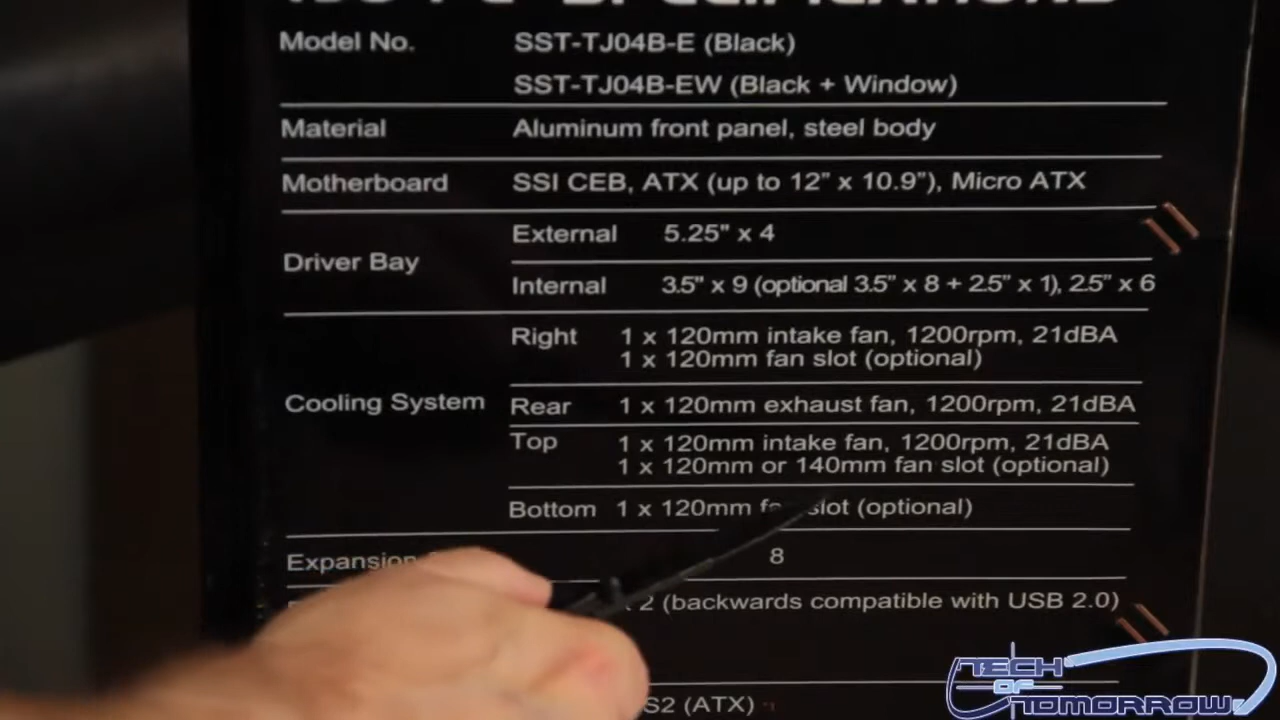 SPECIFICATIONS
Model No. SST-TJ04B-E (Black)
SST-TJ04B-EW (Black + Window)
Material Aluminum front panel, steel body
Motherboard SSI CEB, ATX (up to 12" x 10.9"), Micro ATX
Driver Bay
External 5.25" x 4
Internal 3.5" x 9 (optional 3.5" x 8 + 2.5" x 1), 2.5" x 6
Cooling System
Right 1 x 120mm intake fan, 1200rpm, 21dBA
1 x 120mm fan slot (optional)
Rear 1 x 120mm exhaust fan, 1200rpm, 21dBA
Top 1 x 120mm intake fan, 1200rpm, 21dBA
1 x 120mm or 140mm fan slot (optional)
Bottom 1 x 120mm fan slot (optional)
Expansion 8
x 2 (backwards compatible with USB 2.0)
S2 (ATX)
TECH
OF
TOMORROW